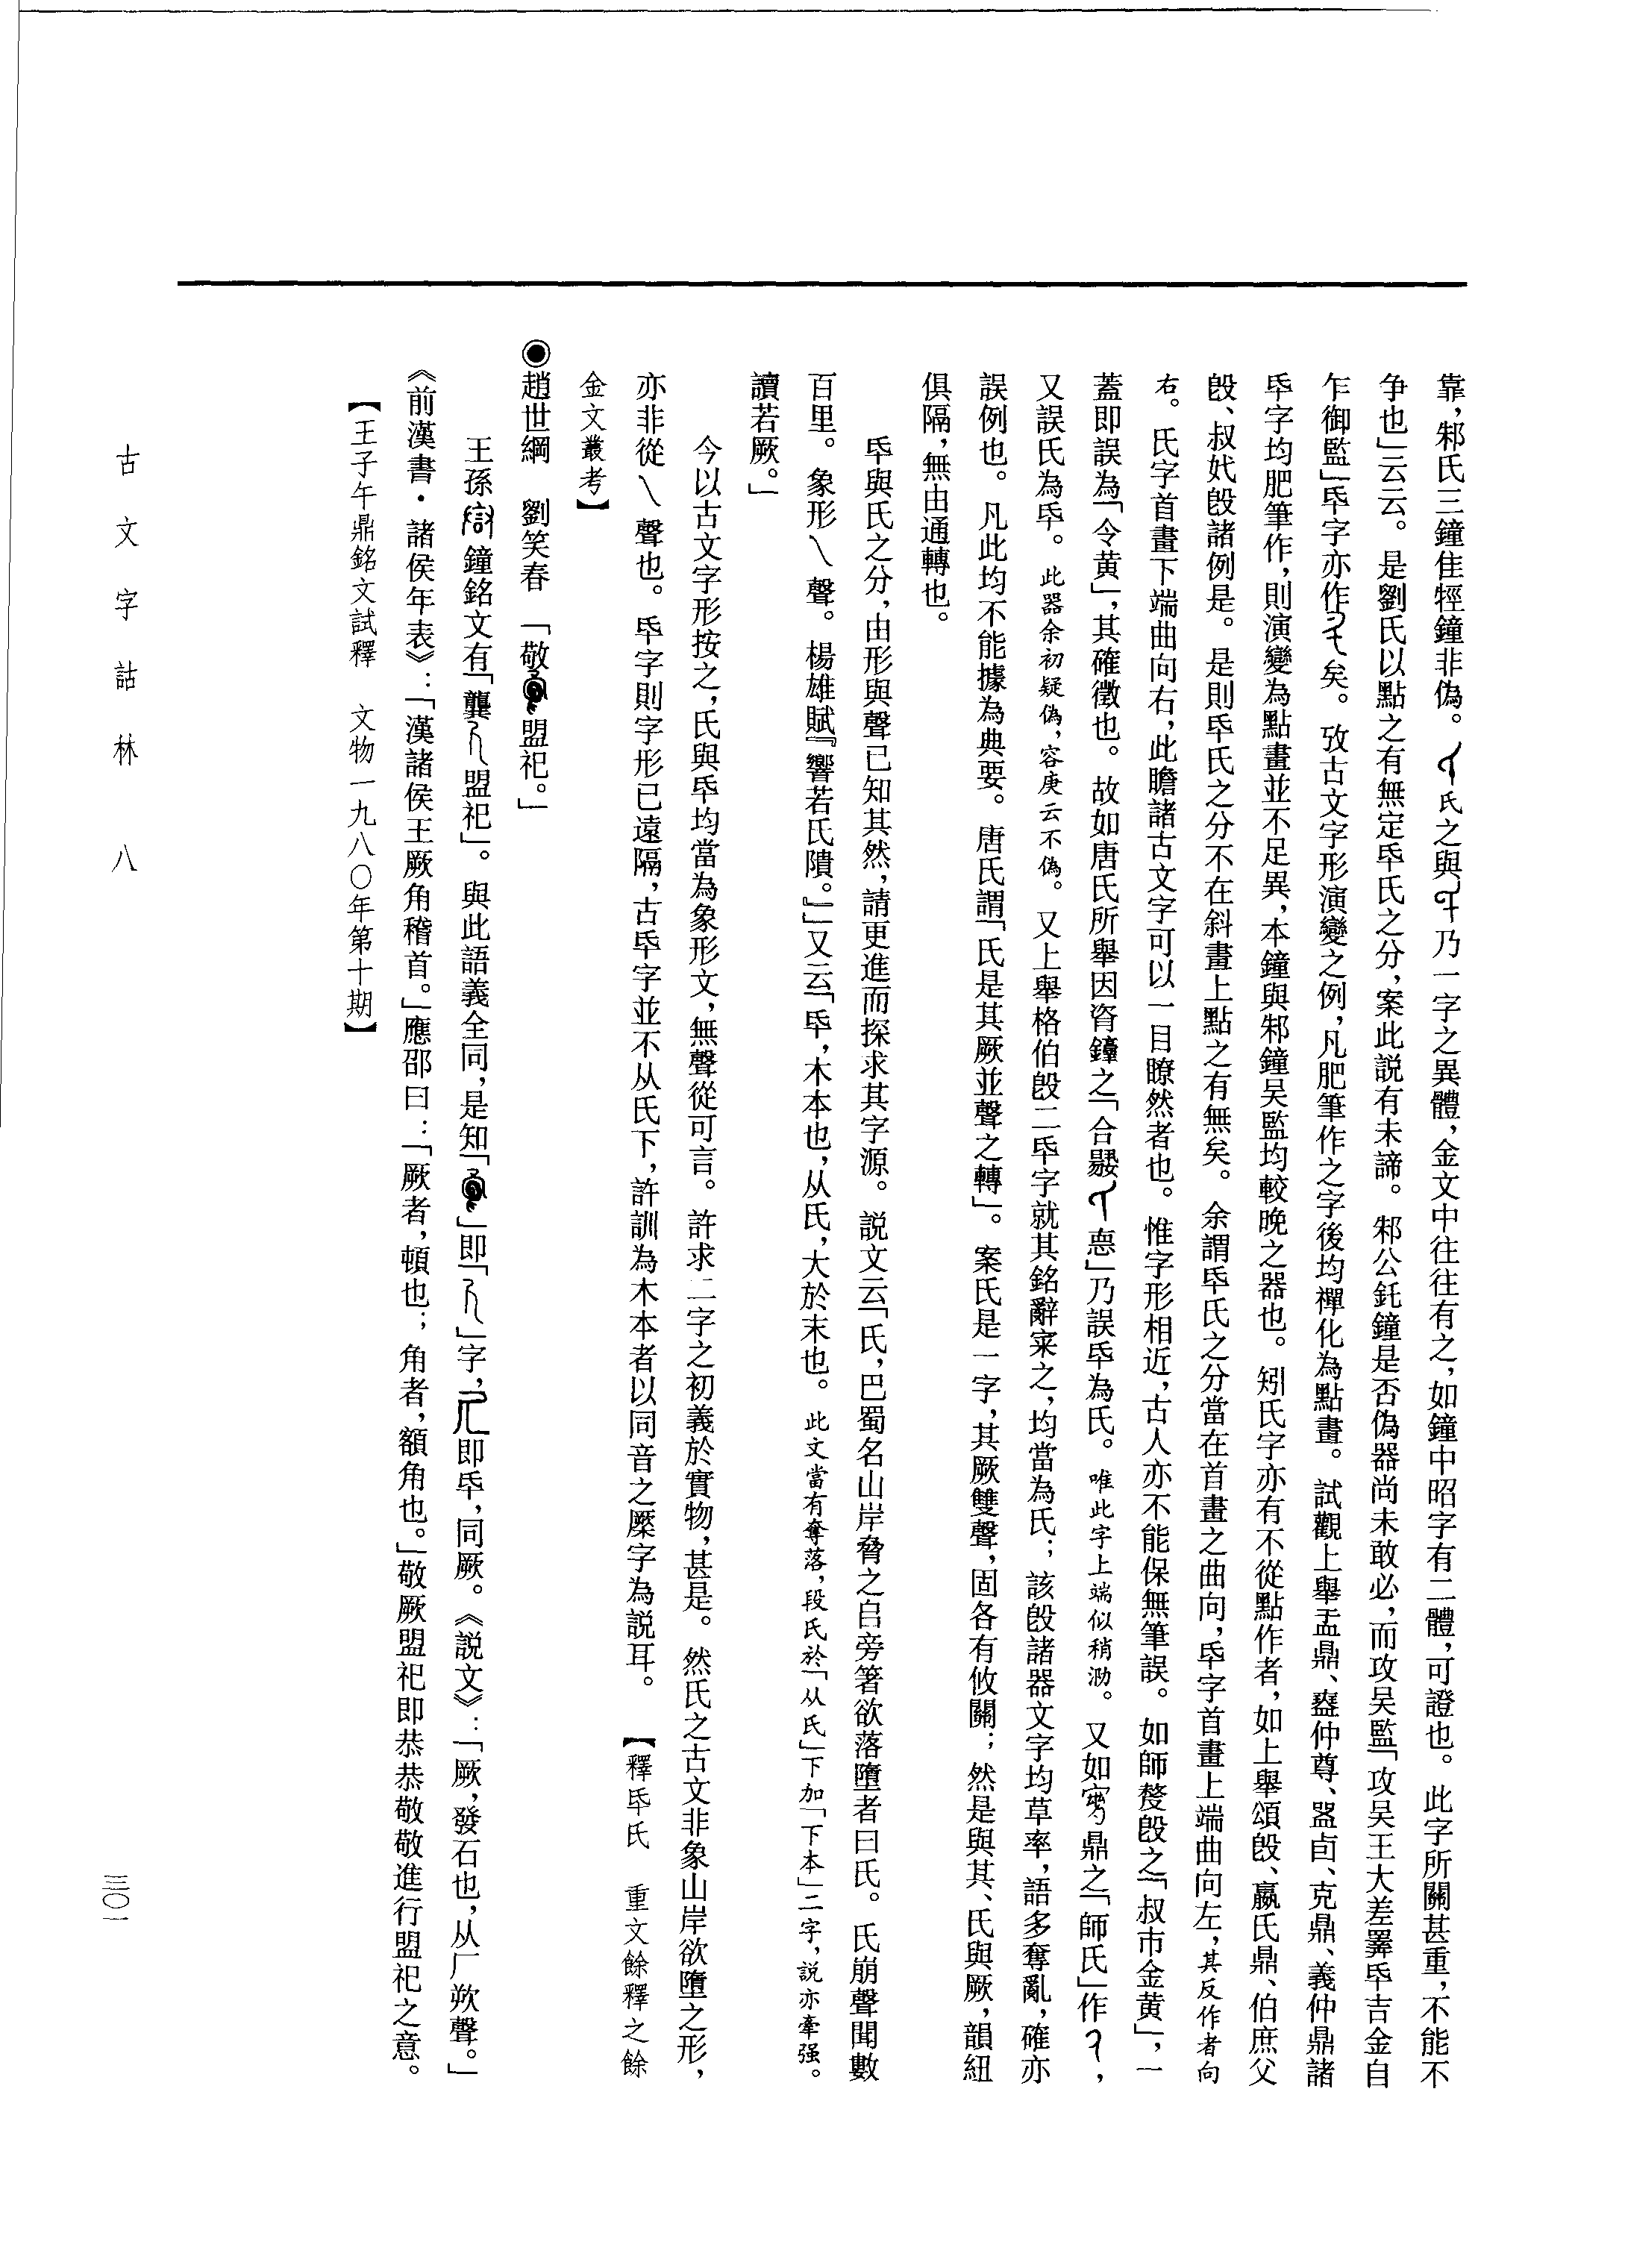 靠，邾氏三鐘隹牼鐘非偽。氏之與乃一字之異體，金文中往往有之，如鐘中昭字有二體，可證也。此字所關甚重，不能不
争也」云云。是劉氏以點之有無定氒氏之分，案此説有未諦。邾公釛鐘是否偽器尚未敢必，而攻吴監「攻吴王大差䍤氒吉金自
乍御監」氒字亦作矣。攷古文字形演變之例，凡肥筆作之字後均禪化為點畫。試觀上舉盂鼎、𥁰仲尊、盠卣、克鼎、義仲鼎諸
氒字均肥筆作，則演變為點畫並不足異，本鐘與邾鐘吴監均較晚之器也。矧氏字亦有不從點作者，如上舉頌𣪘、嬴氏鼎、伯庶父
𣪘、叔妣𣪘諸例是。是則氒氏之分不在斜畫上點之有無矣。余謂氒氏之分當在首畫之曲向，氒字首畫上端曲向左，其反作者向
右。氏字首畫下端曲向右，此瞻諸古文字可以一目瞭然者也。惟字形相近，古人亦不能保無筆誤。如師𠭰𣪘之「叔市金黄」，一
蓋即誤為「令黄」，其確徵也。故如唐氏所舉因𦣞鐘之「合䚄悳」乃誤氒為氏。唯此字上端似稍泐。又如鼎之「師氏」作，
又誤氏為氒。此器余初疑偽，容庚云不偽。又上舉格伯𣪘二氒字就其銘辭宷之，均當為氏；該𣪘諸器文字均草率，語多奪亂，確亦
誤例也。凡此均不能據為典要。唐氏謂「氏是其厥並聲之轉」。案氏是一字，其厥雙聲，固各有攸關；然是與其、氏與厥，韻紐
俱隔，無由通轉也。
氒與氏之分，由形與聲已知其然，請更進而探求其字源。説文云「氏，巴蜀名山岸脅之𠂤旁箸欲落墮者曰氏。氏崩聲聞數
百里。象形乁聲。楊雄賦『響若氏隤。』」又云「氒，木本也，从氏，大於末也。此文當有奪落，段氏於「从氏」下加「下本」二字，説亦牽强。
讀若厥。」
今以古文字形按之，氏與氒均當為象形文，無聲從可言。許求二字之初義於實物，甚是。然氏之古文非象山岸欲墮之形，
亦非從乁聲也。氒字則字形已遠隔，古氒字並不从氏下，許訓為木本者以同音之橜字為説耳。　【釋氒氏　重文餘釋之餘
金文叢考】
◉趙世綱　劉笑春　「敬盟祀。」
王孫鐘銘文有「龔盟祀」。與此語義全同，是知「」即「」字，即氒，同厥。《説文》：「厥，發石也，从厂欮聲。」
《前漢書·諸侯年表》：「漢諸侯王厥角稽首。」應邵曰：「厥者，頓也；角者，額角也。」敬厥盟祀即恭恭敬敬進行盟祀之意。
【王子午鼎銘文試釋　文物一九八〇年第十期】
古文字詁林　八
三〇一